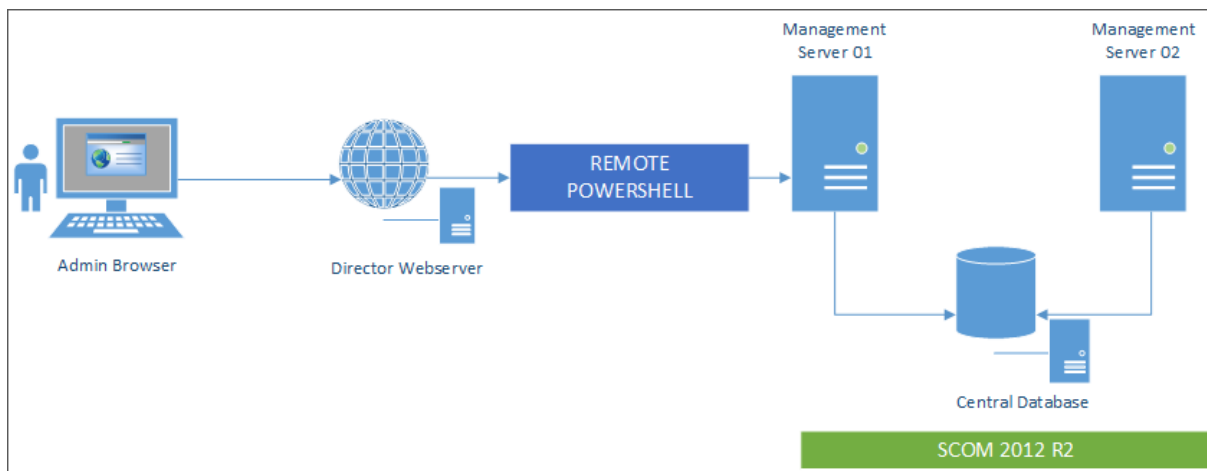 Management
Server 01
Management
Server 02
REMOTE
POWERSHELL
Admin Browser
Director Webserver
Central Database
SCOM 2012 R2